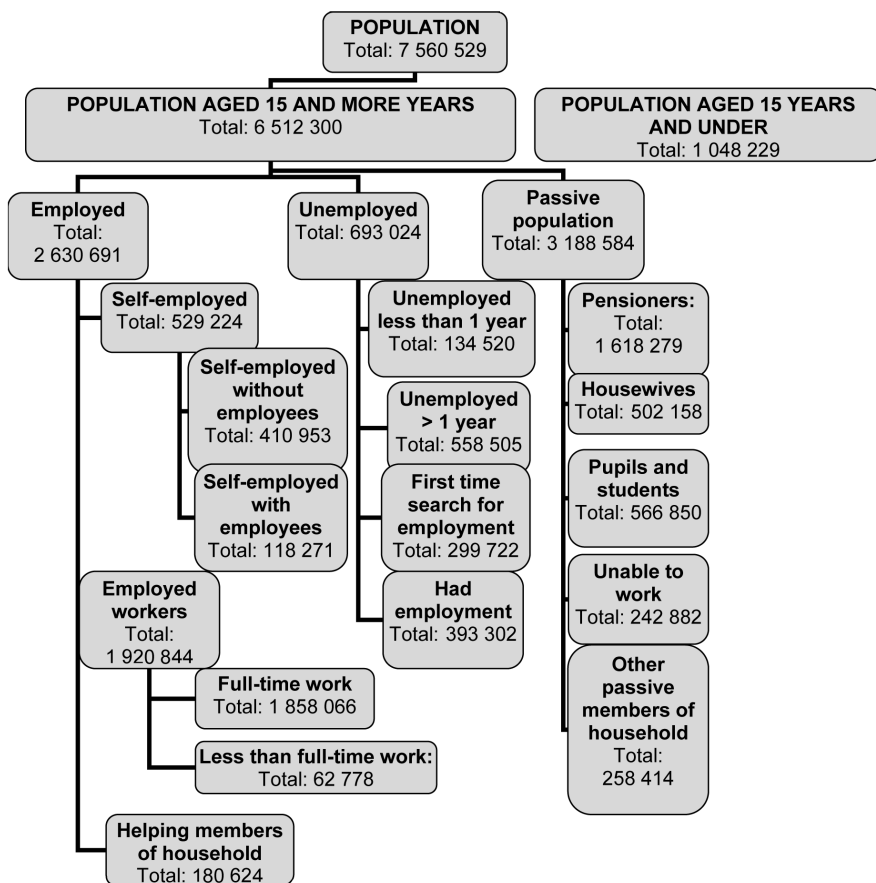 POPULATION
Total: 7 560 529
POPULATION AGED 15 AND MORE YEARS
Total: 6 512 300
POPULATION AGED 15 YEARS
AND UNDER
Total: 1 048 229
Employed
Total:
2 630 691
Unemployed
Total: 693 024
Passive
population
Total: 3 188 584
Self-employed
Total: 529 224
Self-employed
without
employees
Total: 410 953
Self-employed
with
employees
Total: 118 271
Employed
workers
Total:
1 920 844
Full-time work
Total: 1 858 066
Less than full-time work:
Total: 62 778
Helping members
of household
Total: 180 624
Unemployed
less than 1 year
Total: 134 520
Unemployed
> 1 year
Total: 558 505
First time
search for
employment
Total: 299 722
Had
employment
Total: 393 302
Pensioners:
Total:
1 618 279
Housewives
Total: 502 158
Pupils and
students
Total: 566 850
Unable to
work
Total: 242 882
Other
passive
members of
household
Total:
258 414